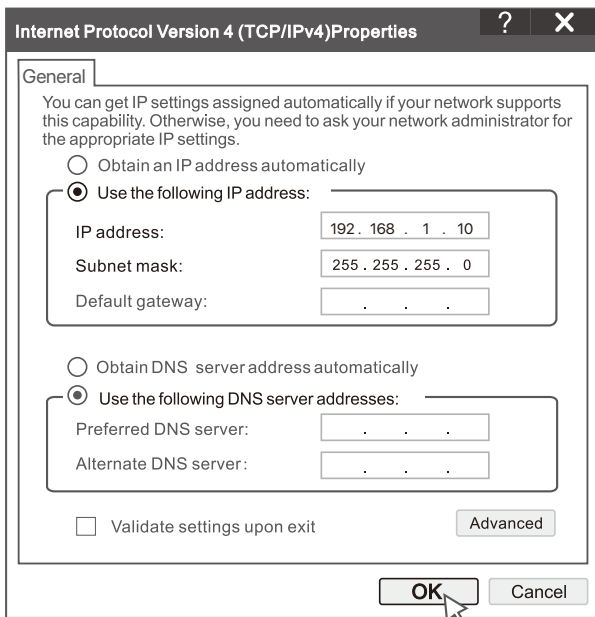 Internet Protocol Version 4 (TCP/IPv4)Properties ? X
General
You can get IP settings assigned automatically if your network supports
this capability. Otherwise, you need to ask your network administrator for
the appropriate IP settings.
Obtain an IP address automatically
Use the following IP address:
IP address: 192. 168 . 1 . 10
Subnet mask: 255 . 255 . 255 . 0
Default gateway: . . .
Obtain DNS server address automatically
Use the following DNS server addresses:
Preferred DNS server: . . .
Alternate DNS server: . . .
Validate settings upon exit
Advanced
OK Cancel